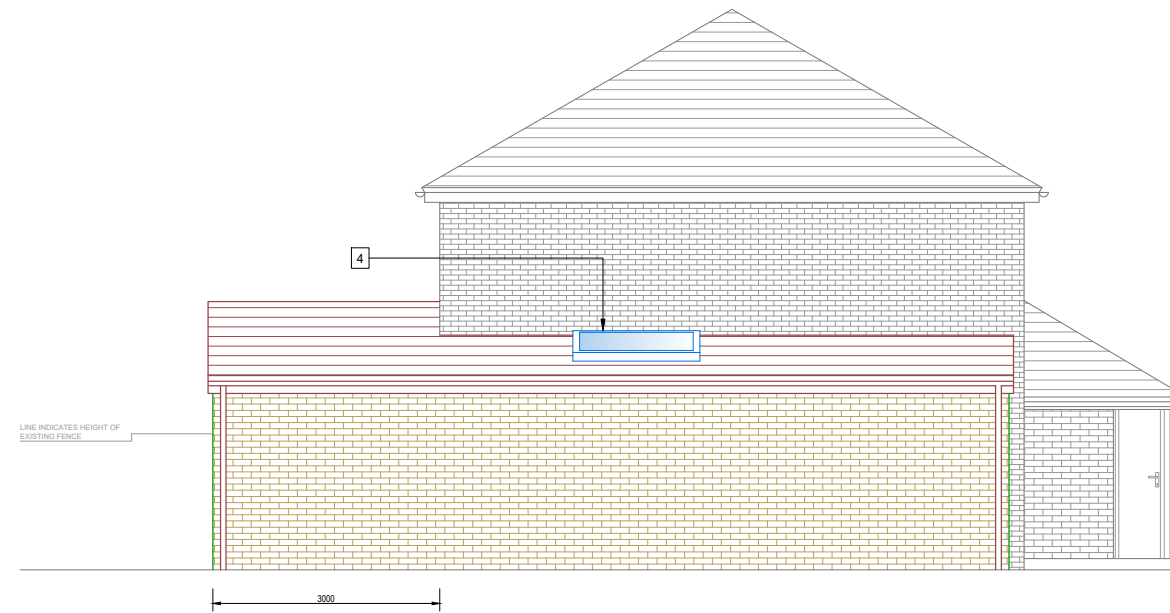 4
LINE INDICATES HEIGHT OF
EXISTING FENCE
3000